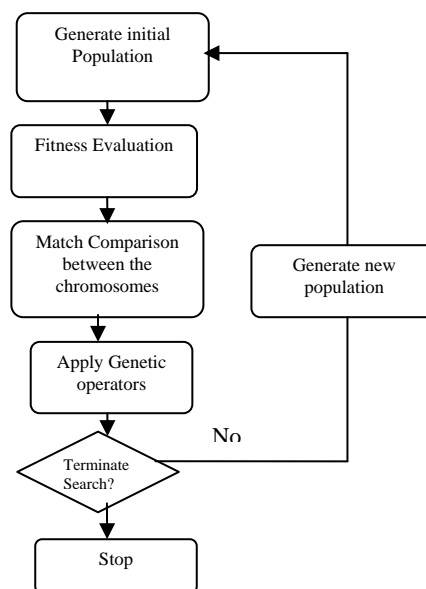 Generate initial
Population
Fitness Evaluation
Match Comparison
between the
chromosomes
Generate new
population
Apply Genetic
operators
No
Terminate
Search?
Stop